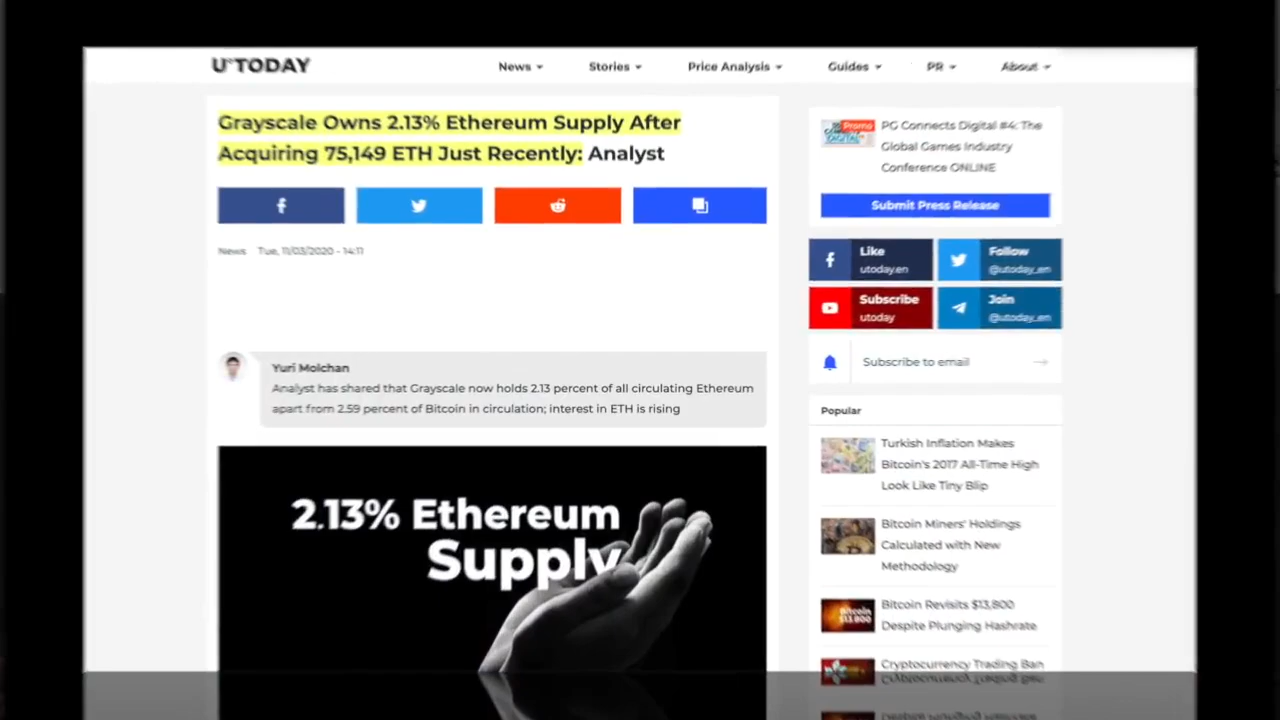 U°TODAY
News
Stories
Price Analysis
Guides
PR
About
Grayscale Owns 2.13% Ethereum Supply After
Acquiring 75,149 ETH Just Recently: Analyst
News Tue, 11/03/2020 - 14:11
Yuri Molchan
Analyst has shared that Grayscale now holds 2.13 percent of all circulating Ethereum
apart from 2.59 percent of Bitcoin in circulation; interest in ETH is rising
2.13% Ethereum
Supply
Promo
PG Connects Digital #4: The
Global Games Industry
Conference ONLINE
Submit Press Release
Like
utoday.en
Follow
@utoday_en
Subscribe
utoday
Join
@utoday_en
Subscribe to email
Popular
Turkish Inflation Makes
Bitcoin's 2017 All-Time High
Look Like Tiny Blip
Bitcoin Miners' Holdings
Calculated with New
Methodology
Bitcoin
$13,800
Bitcoin Revisits $13,800
Despite Plunging Hashrate
Cryptocurrency Trading Ban